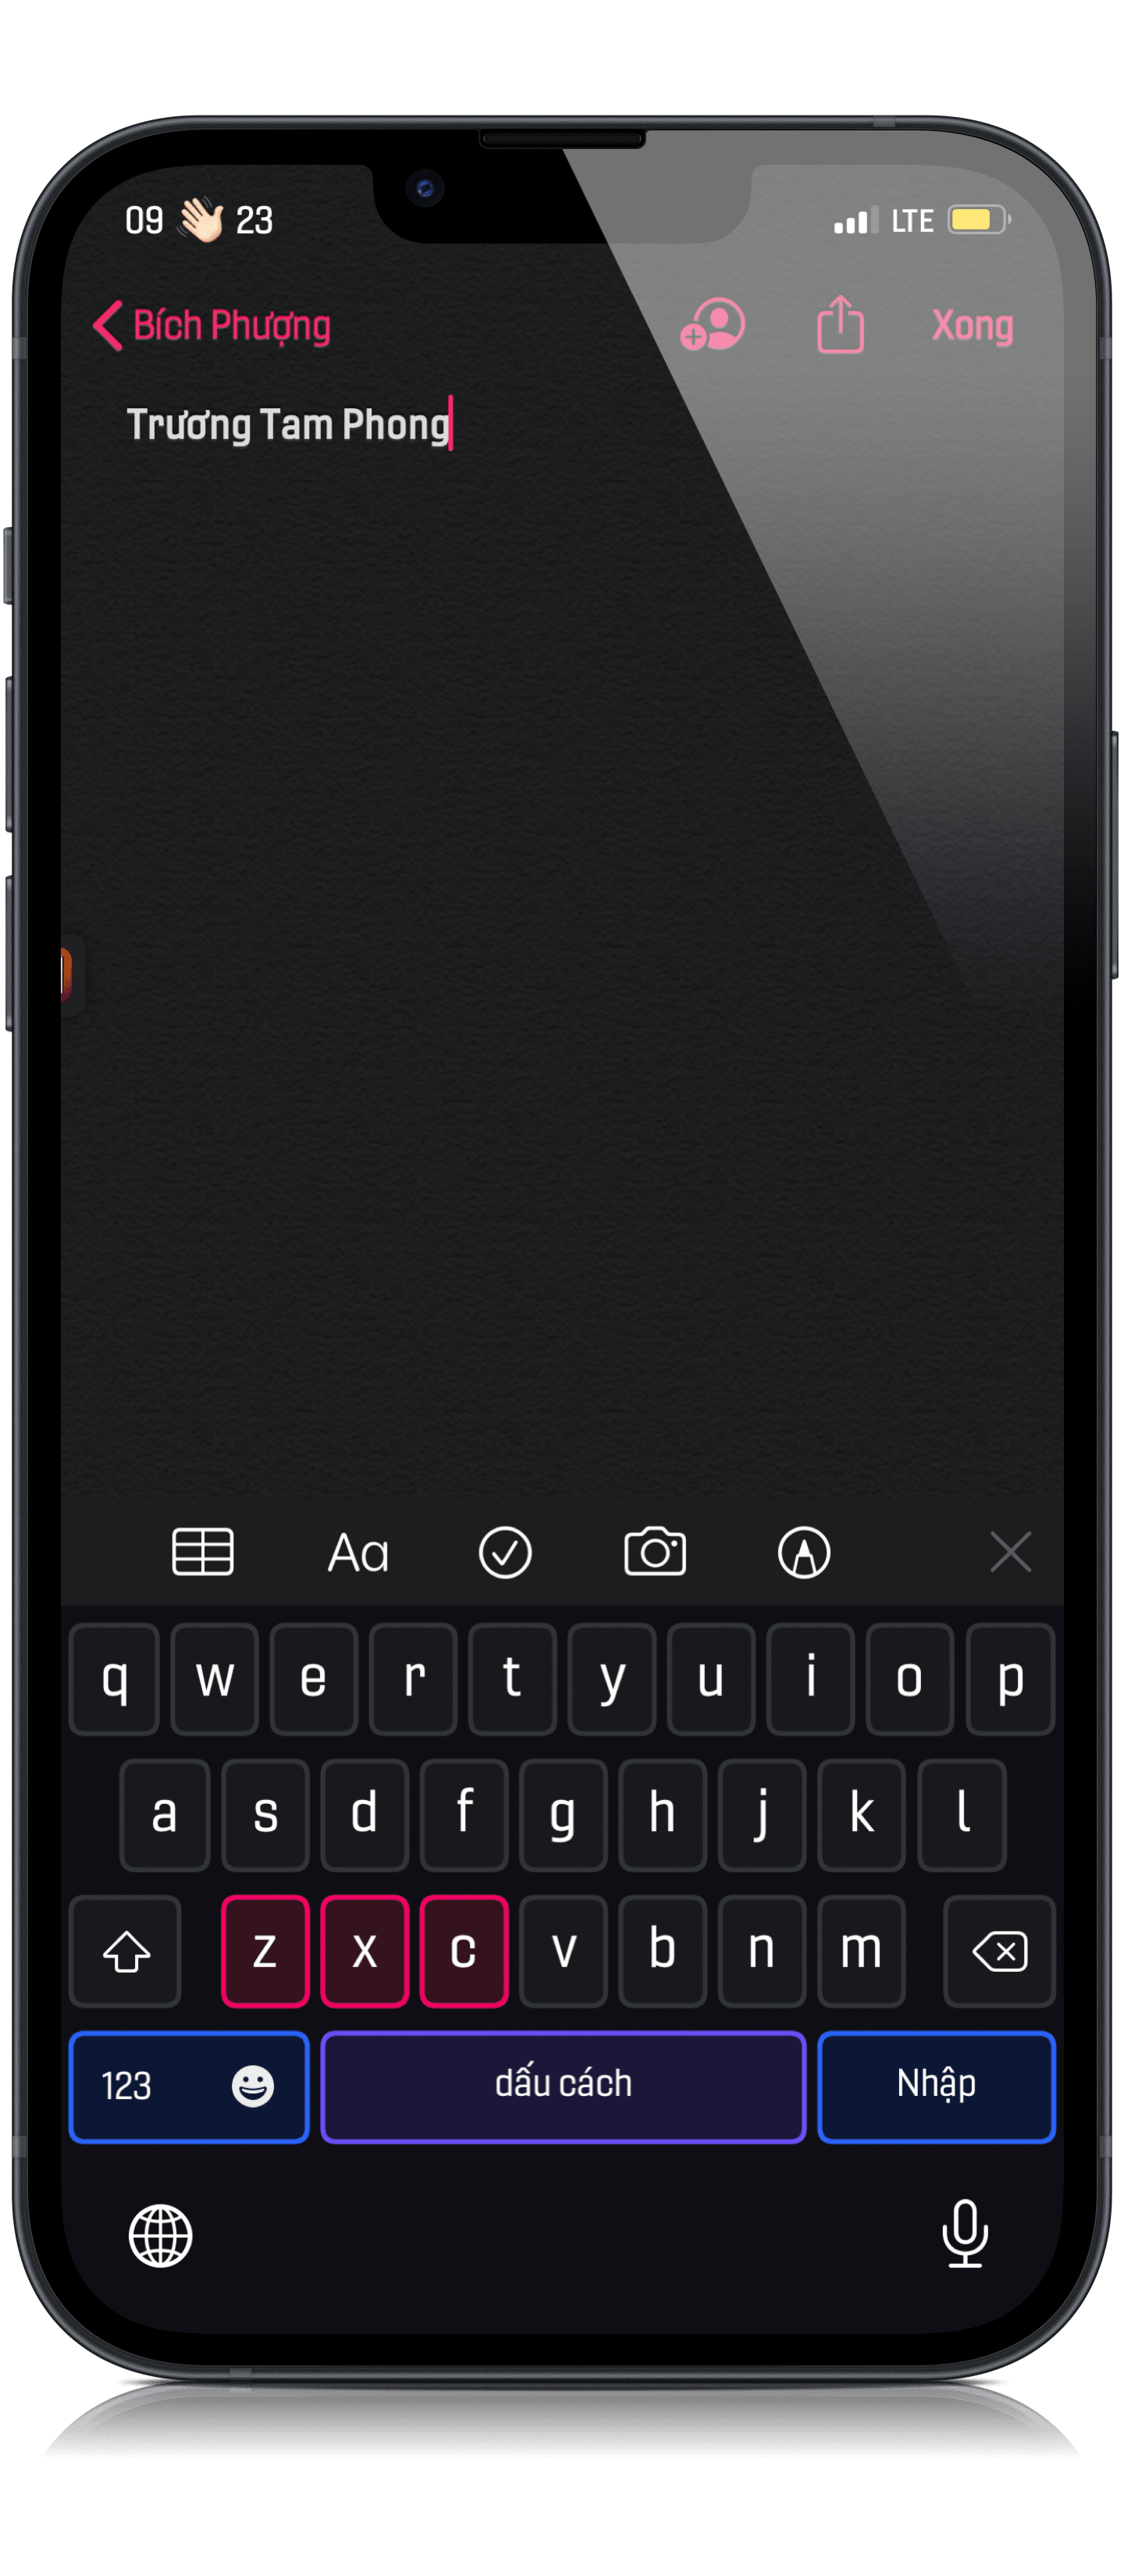 09 👋🏻 23
LTE
Bích Phượng
Xong
Trương Tam Phong
Aa
q w e r t y u i o p
a s d f g h j k l
z x c v b n m
123 dấu cách Nhập